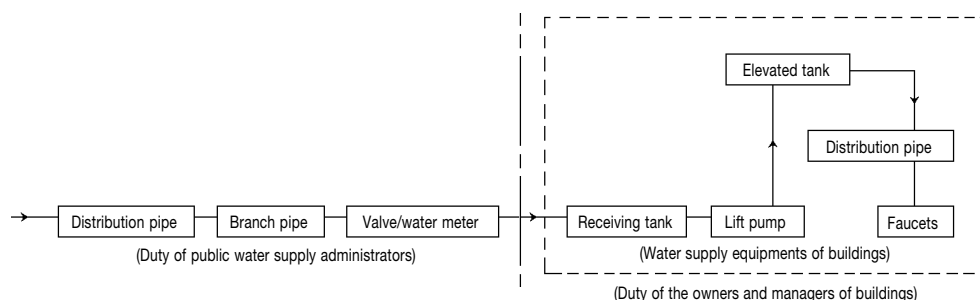 Elevated tank
Distribution pipe
Distribution pipe
Branch pipe
Valve/water meter
Receiving tank
Lift pump
Faucets
(Duty of public water supply administrators)
(Water supply equipments of buildings)
(Duty of the owners and managers of buildings)